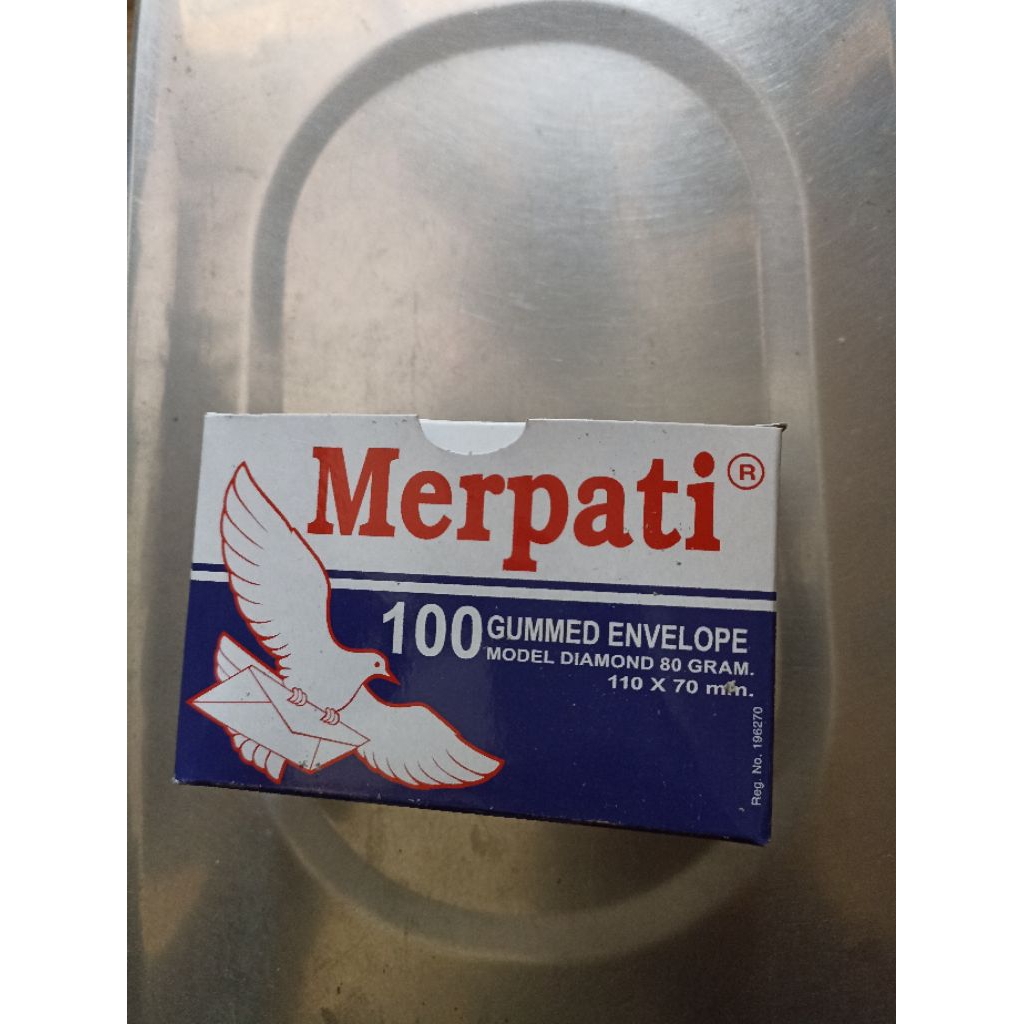 Merpati®
100 GUMMED ENVELOPE
MODEL DIAMOND 80 GRAM.
110 X 70 mm.
Reg. No. 196270